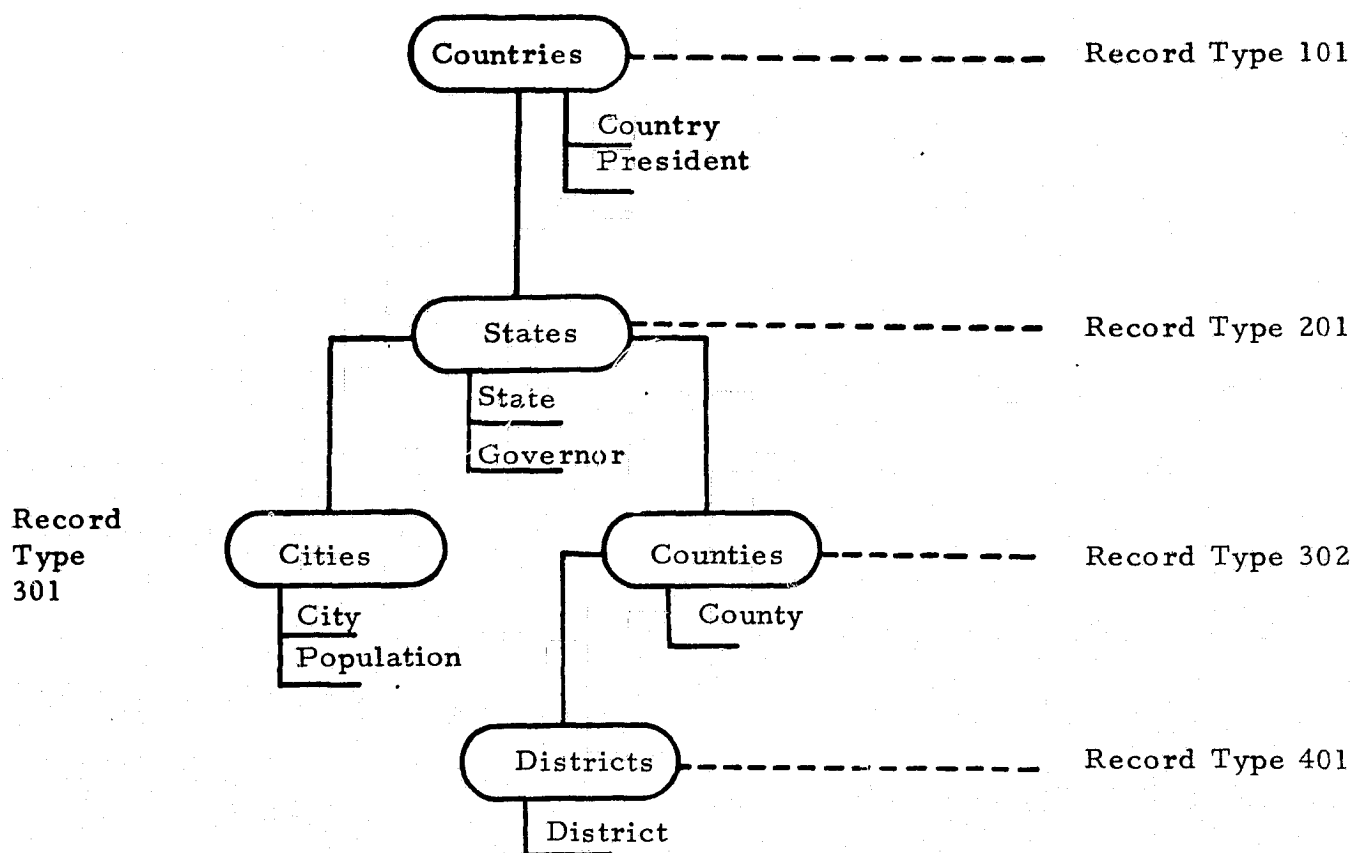 Countries
Record Type 101
Country
President
States
Record Type 201
State
Governor
Record
Type
301
Cities
Counties
Record Type 302
City
Population
County
Districts
Record Type 401
District